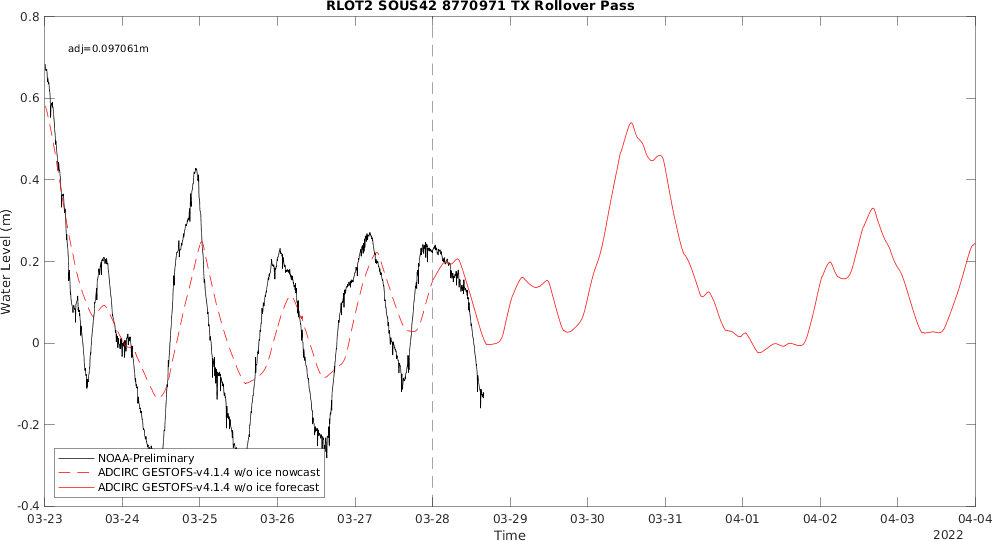 RLOT2 SOUS42 8770971 TX Rollover Pass
adj=0.097061m
0.8
0.6
0.4
0.2
0
-0.2
-0.4
Water Level (m)
NOAA-Preliminary
ADCIRC GESTOFS-v4.1.4 w/o ice nowcast
ADCIRC GESTOFS-v4.1.4 w/o ice forecast
03-23 03-24 03-25 03-26 03-27 03-28 03-29 03-30 03-31 04-01 04-02 04-03 04-04
Time
2022